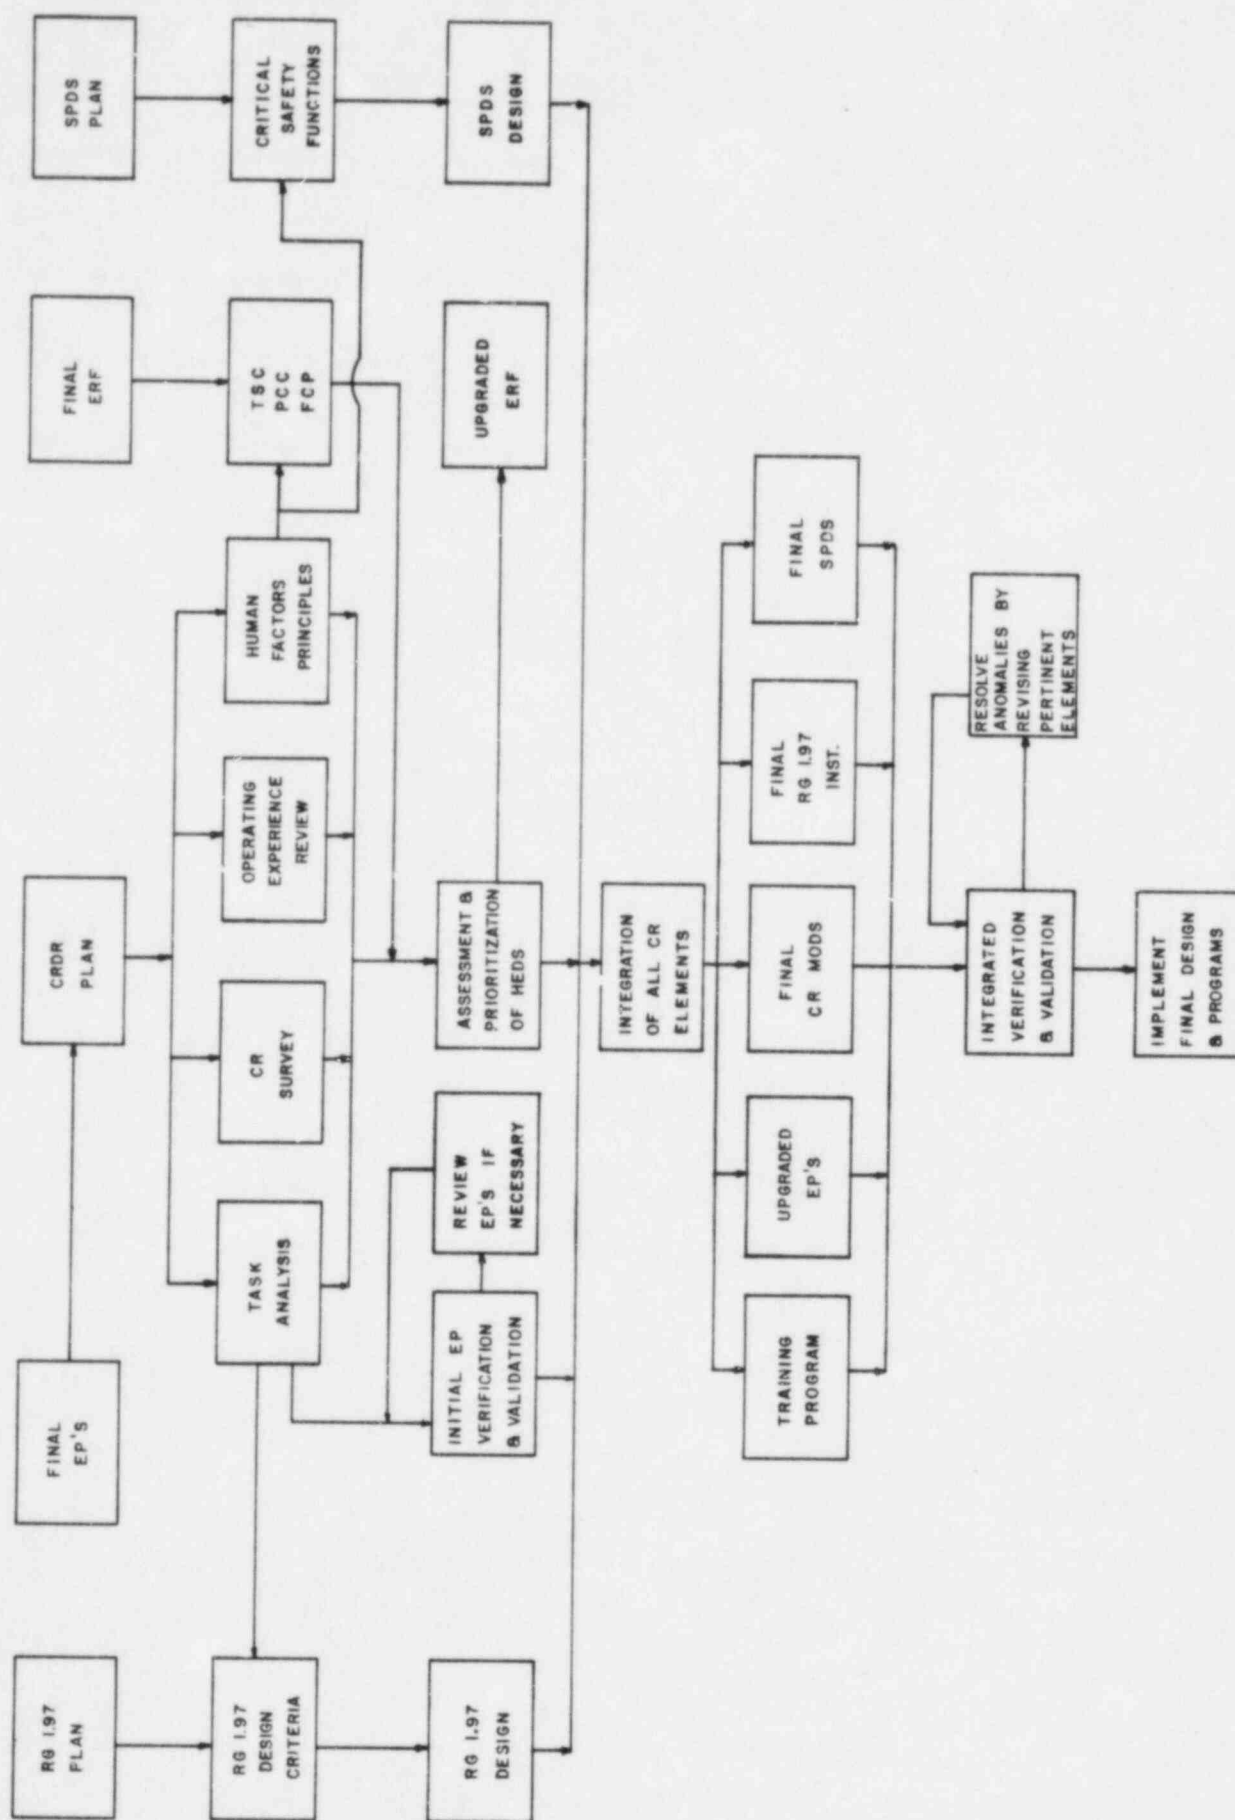 RG 1.97
PLAN
FINAL
EP'S
CRDR
PLAN
FINAL
ERF
SPDS
PLAN
RG 1.97
DESIGN
CRITERIA
TASK
ANALYSIS
CR
SURVEY
OPERATING
EXPERIENCE
REVIEW
HUMAN
FACTORS
PRINCIPLES
TSC
PCC
FCP
CRITICAL
SAFETY
FUNCTIONS
RG 1.97
DESIGN
INITIAL EP
VERIFICATION
& VALIDATION
REVIEW
EP'S IF
NECESSARY
ASSESSMENT &
PRIORITIZATION
OF HEDS
UPGRADED
ERF
SPDS
DESIGN
INTEGRATION
OF ALL CR
ELEMENTS
TRAINING
PROGRAM
UPGRADED
EP'S
FINAL
CR MODS
FINAL
RG 1.97
INST.
FINAL
SPDS
INTEGRATED
VERIFICATION
& VALIDATION
RESOLVE
ANOMALIES BY
REVISING
PERTINENT
ELEMENTS
IMPLEMENT
FINAL DESIGN
& PROGRAMS